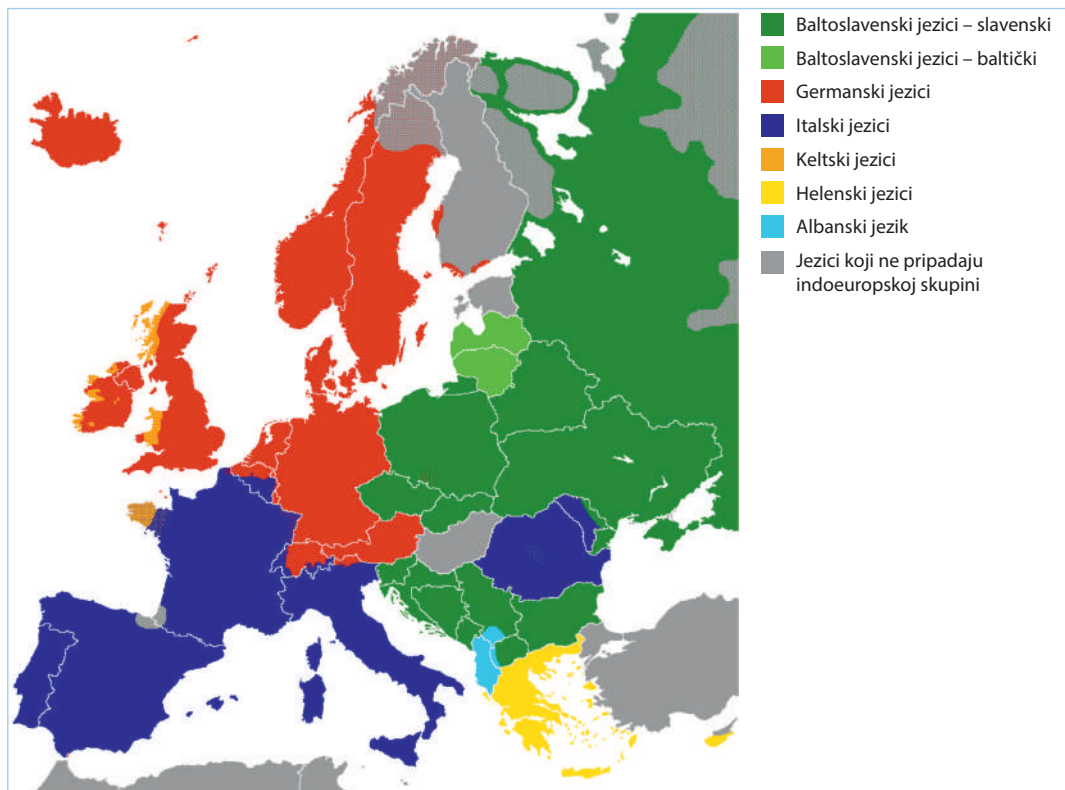 Baltoslavenski jezici – slavenski
Baltoslavenski jezici – baltički
Germanski jezici
Italski jezici
Keltski jezici
Helenski jezici
Albanski jezik
Jezici koji ne pripadaju
indoeuropskoj skupini